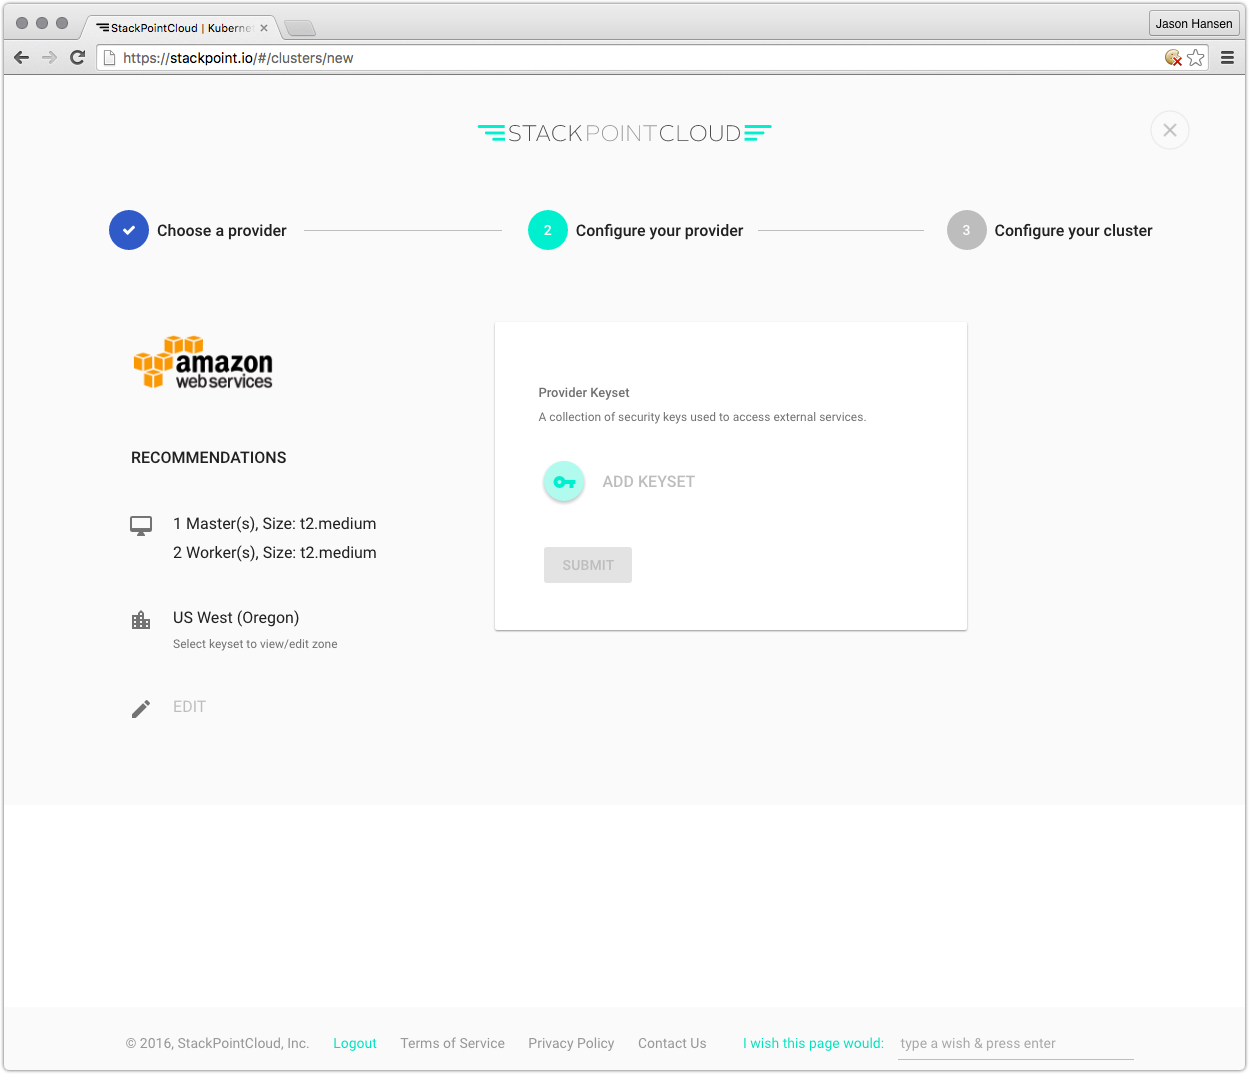 StackPointCloud | Kuberne
Jason Hansen
https://stackpoint.io/#/clusters/new
STACKPOINTCLOUD
Choose a provider
2
Configure your provider
3
Configure your cluster
amazon
web services
RECOMMENDATIONS
1 Master(s), Size: t2.medium
2 Worker(s), Size: t2.medium
US West (Oregon)
Select keyset to view/edit zone
EDIT
Provider Keyset
A collection of security keys used to access external services.
ADD KEYSET
SUBMIT
© 2016, StackPointCloud, Inc.
Logout
Terms of Service
Privacy Policy
Contact Us
I wish this page would:
type a wish & press enter